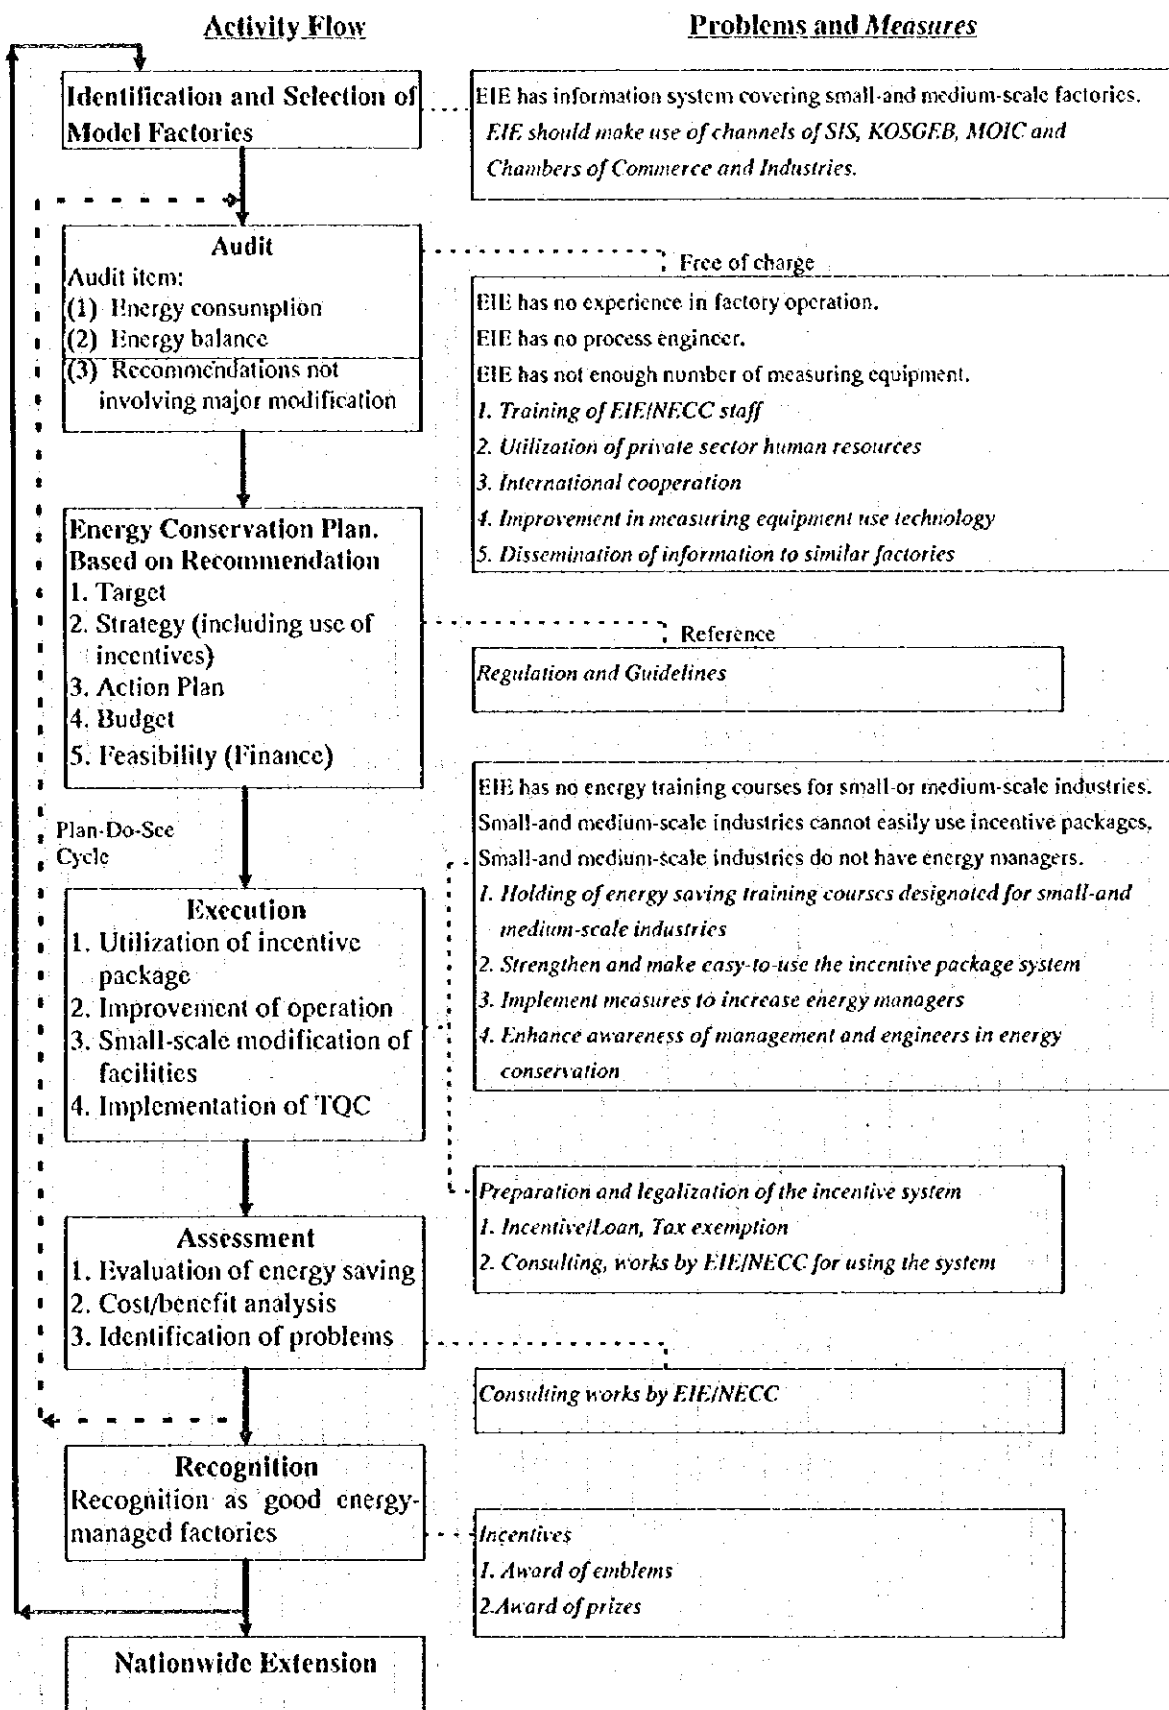 Activity Flow
Problems and Measures
Identification and Selection of
Model Factories
EIE has information system covering small-and medium-scale factories.
EIE should make use of channels of SIS, KOSGEB, MOIC and
Chambers of Commerce and Industries.
Audit
Audit item:
(1) Energy consumption
(2) Energy balance
(3) Recommendations not
involving major modification
Free of charge
EIE has no experience in factory operation.
EIE has no process engineer.
EIE has not enough number of measuring equipment.
1. Training of EIE/NECC staff
2. Utilization of private sector human resources
3. International cooperation
4. Improvement in measuring equipment use technology
5. Dissemination of information to similar factories
Energy Conservation Plan.
Based on Recommendation
1. Target
2. Strategy (including use of
incentives)
3. Action Plan
4. Budget
5. Feasibility (Finance)
Reference
Regulation and Guidelines
Plan-Do-See
Cycle
EIE has no energy training courses for small-or medium-scale industries.
Small-and medium-scale industries cannot easily use incentive packages.
Small-and medium-scale industries do not have energy managers.
1. Holding of energy saving training courses designated for small-and
medium-scale industries
2. Strengthen and make easy-to-use the incentive package system
3. Implement measures to increase energy managers
4. Enhance awareness of management and engineers in energy
conservation
Execution
1. Utilization of incentive
package
2. Improvement of operation
3. Small-scale modification of
facilities
4. Implementation of TQC
Preparation and legalization of the incentive system
1. Incentive/Loan, Tax exemption
2. Consulting, works by EIE/NECC for using the system
Assessment
1. Evaluation of energy saving
2. Cost/benefit analysis
3. Identification of problems
Consulting works by EIE/NECC
Recognition
Recognition as good energy-
managed factories
Incentives
1. Award of emblems
2.Award of prizes
Nationwide Extension